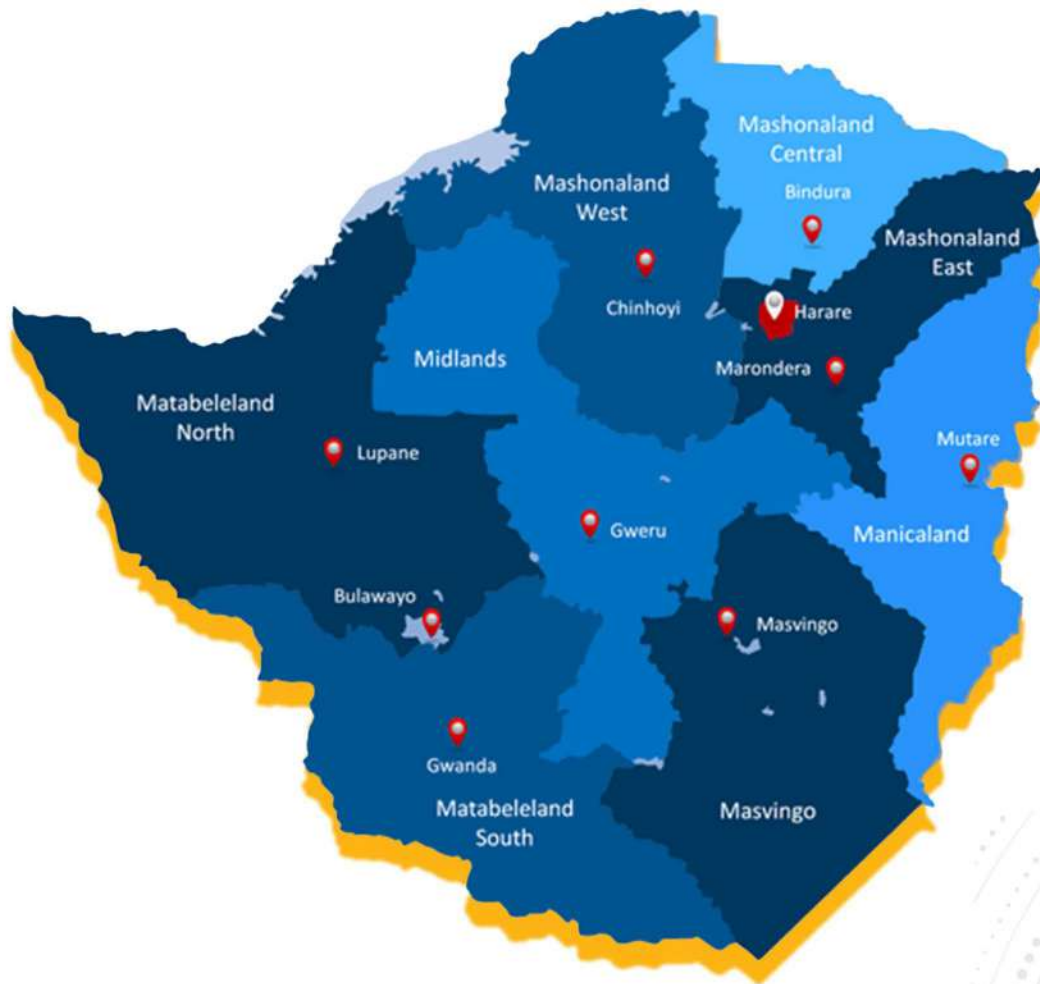 Mashonaland
Central
Bindura
Mashonaland
West
Mashonaland
East
Chinhoyi
Harare
Midlands
Marondera
Matabeleland
North
Lupane
Mutare
Gweru
Manicaland
Bulawayo
Masvingo
Gwanda
Matabeleland
South
Masvingo